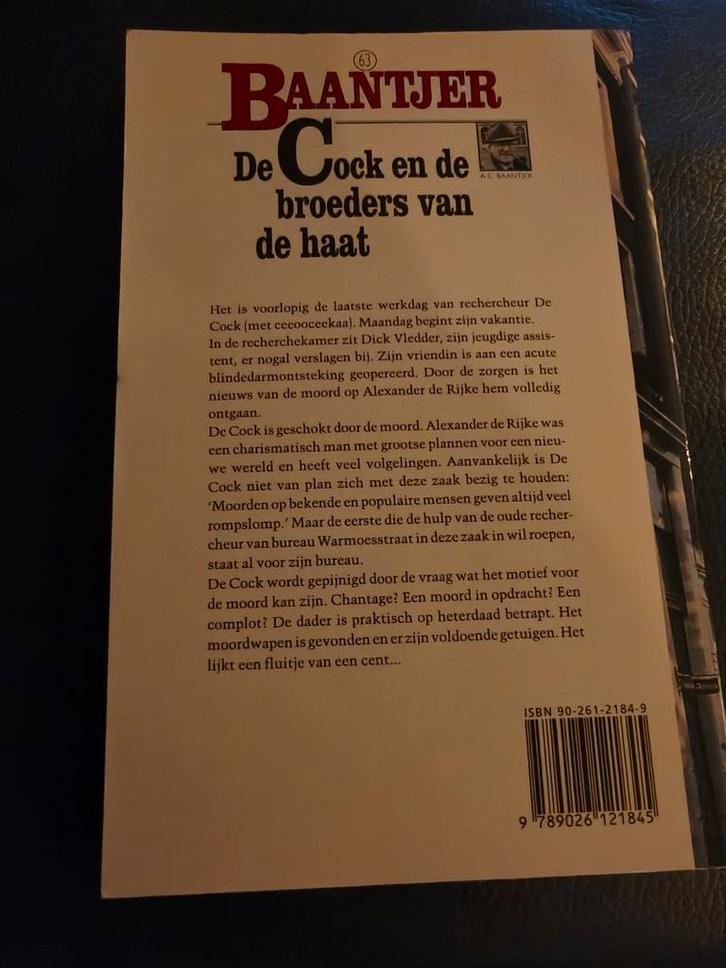 63
BAANTJER
De Cock en de
broeders van
de haat
A.C. BAANTJER
Het is voorlopig de laatste werkdag van rechercheur De
Cock (met ceeooceekaa). Maandag begint zijn vakantie.
In de recherchekamer zit Dick Vledder, zijn jeugdige assis-
tent, er nogal verslagen bij. Zijn vriendin is aan een acute
blindedarmontsteking geopereerd. Door de zorgen is het
nieuws van de moord op Alexander de Rijke hem volledig
ontgaan.
De Cock is geschokt door de moord. Alexander de Rijke was
een charismatisch man met grootse plannen voor een nieu-
we wereld en heeft veel volgelingen. Aanvankelijk is De
Cock niet van plan zich met deze zaak bezig te houden:
'Moorden op bekende en populaire mensen geven altijd veel
rompslomp.' Maar de eerste die de hulp van de oude recher-
cheur van bureau Warmoesstraat in deze zaak in wil roepen,
staat al voor zijn bureau.
De Cock wordt gepijnigd door de vraag wat het motief voor
de moord kan zijn. Chantage? Een moord in opdracht? Een
complot? De dader is praktisch op heterdaad betrapt. Het
moordwapen is gevonden en er zijn voldoende getuigen. Het
lijkt een fluitje van een cent...
ISBN 90-261-2184-9
9 789026 121845